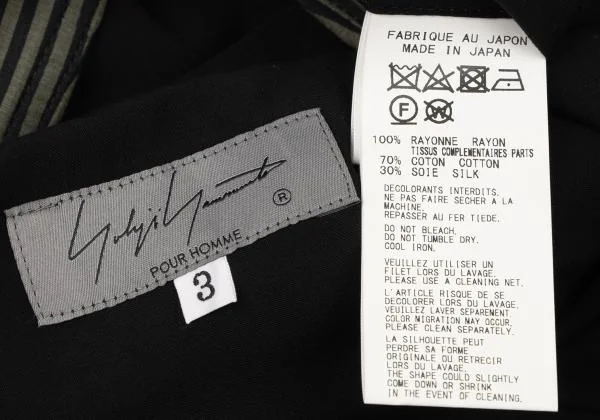 Yohji Yamamoto ®
POUR HOMME
3
FABRIQUE AU JAPON
MADE IN JAPAN
F W
100% RAYONNE RAYON
TISSUS COMPLEMENTAIRES PARTS
70% COTON COTTON
30% SOIE SILK
DECOLORANTS INTERDITS.
NE PAS FAIRE SECHER A LA
MACHINE.
REPASSER AU FER TIEDE.
DO NOT BLEACH.
DO NOT TUMBLE DRY.
COOL IRON.
VEUILLEZ UTILISER UN
FILET LORS DU LAVAGE.
PLEASE USE A CLEANING NET.
L'ARTICLE RISQUE DE SE
DECOLORER LORS DU LAVAGE.
VEUILLEZ LAVER SEPAREMENT.
COLOR MIGRATION MAY OCCUR.
PLEASE CLEAN SEPARATELY.
LA SILHOUETTE PEUT
PERDRE SA FORME
ORIGINALE OU RETRECIR
LORS DU LAVAGE.
THE SHAPE COULD SLIGHTLY
COME DOWN OR SHRINK
IN THE EVENT OF CLEANING.